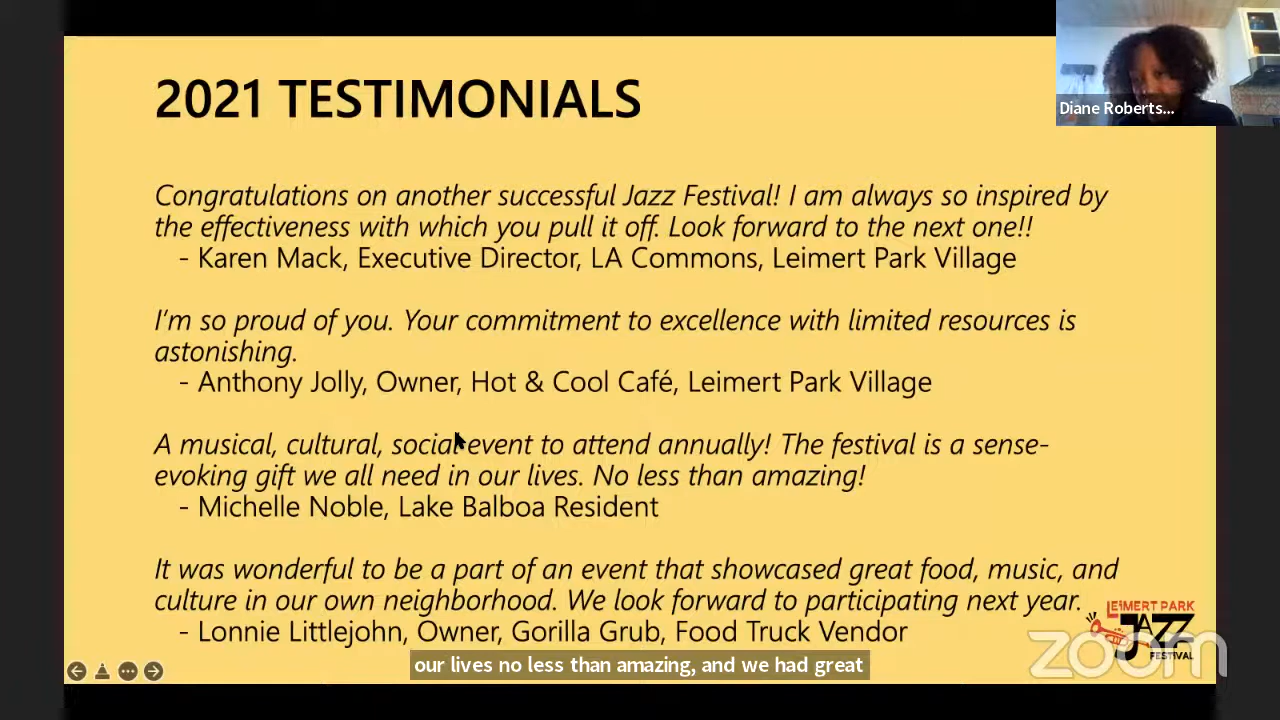 2021 TESTIMONIALS
Diane Roberts...
Congratulations on another successful Jazz Festival! I am always so inspired by
the effectiveness with which you pull it off. Look forward to the next one!!
- Karen Mack, Executive Director, LA Commons, Leimert Park Village
I'm so proud of you. Your commitment to excellence with limited resources is
astonishing.
- Anthony Jolly, Owner, Hot & Cool Café, Leimert Park Village
A musical, cultural, social event to attend annually! The festival is a sense-
evoking gift we all need in our lives. No less than amazing!
- Michelle Noble, Lake Balboa Resident
It was wonderful to be a part of an event that showcased great food, music, and
culture in our own neighborhood. We look forward to participating next year.
- Lonnie Littlejohn, Owner, Gorilla Grub, Food Truck Vendor
LEIMERT PARK
JAZZ
FESTIVAL
zoom
our lives no less than amazing, and we had great